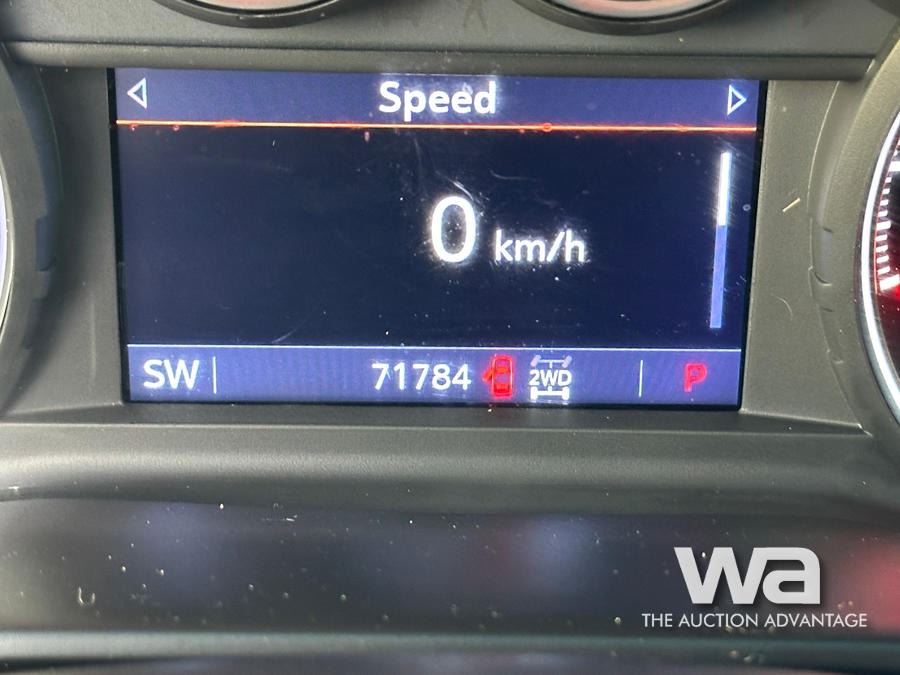 Speed
0 km/h
SW 71784 2WD P
wa
THE AUCTION ADVANTAGE